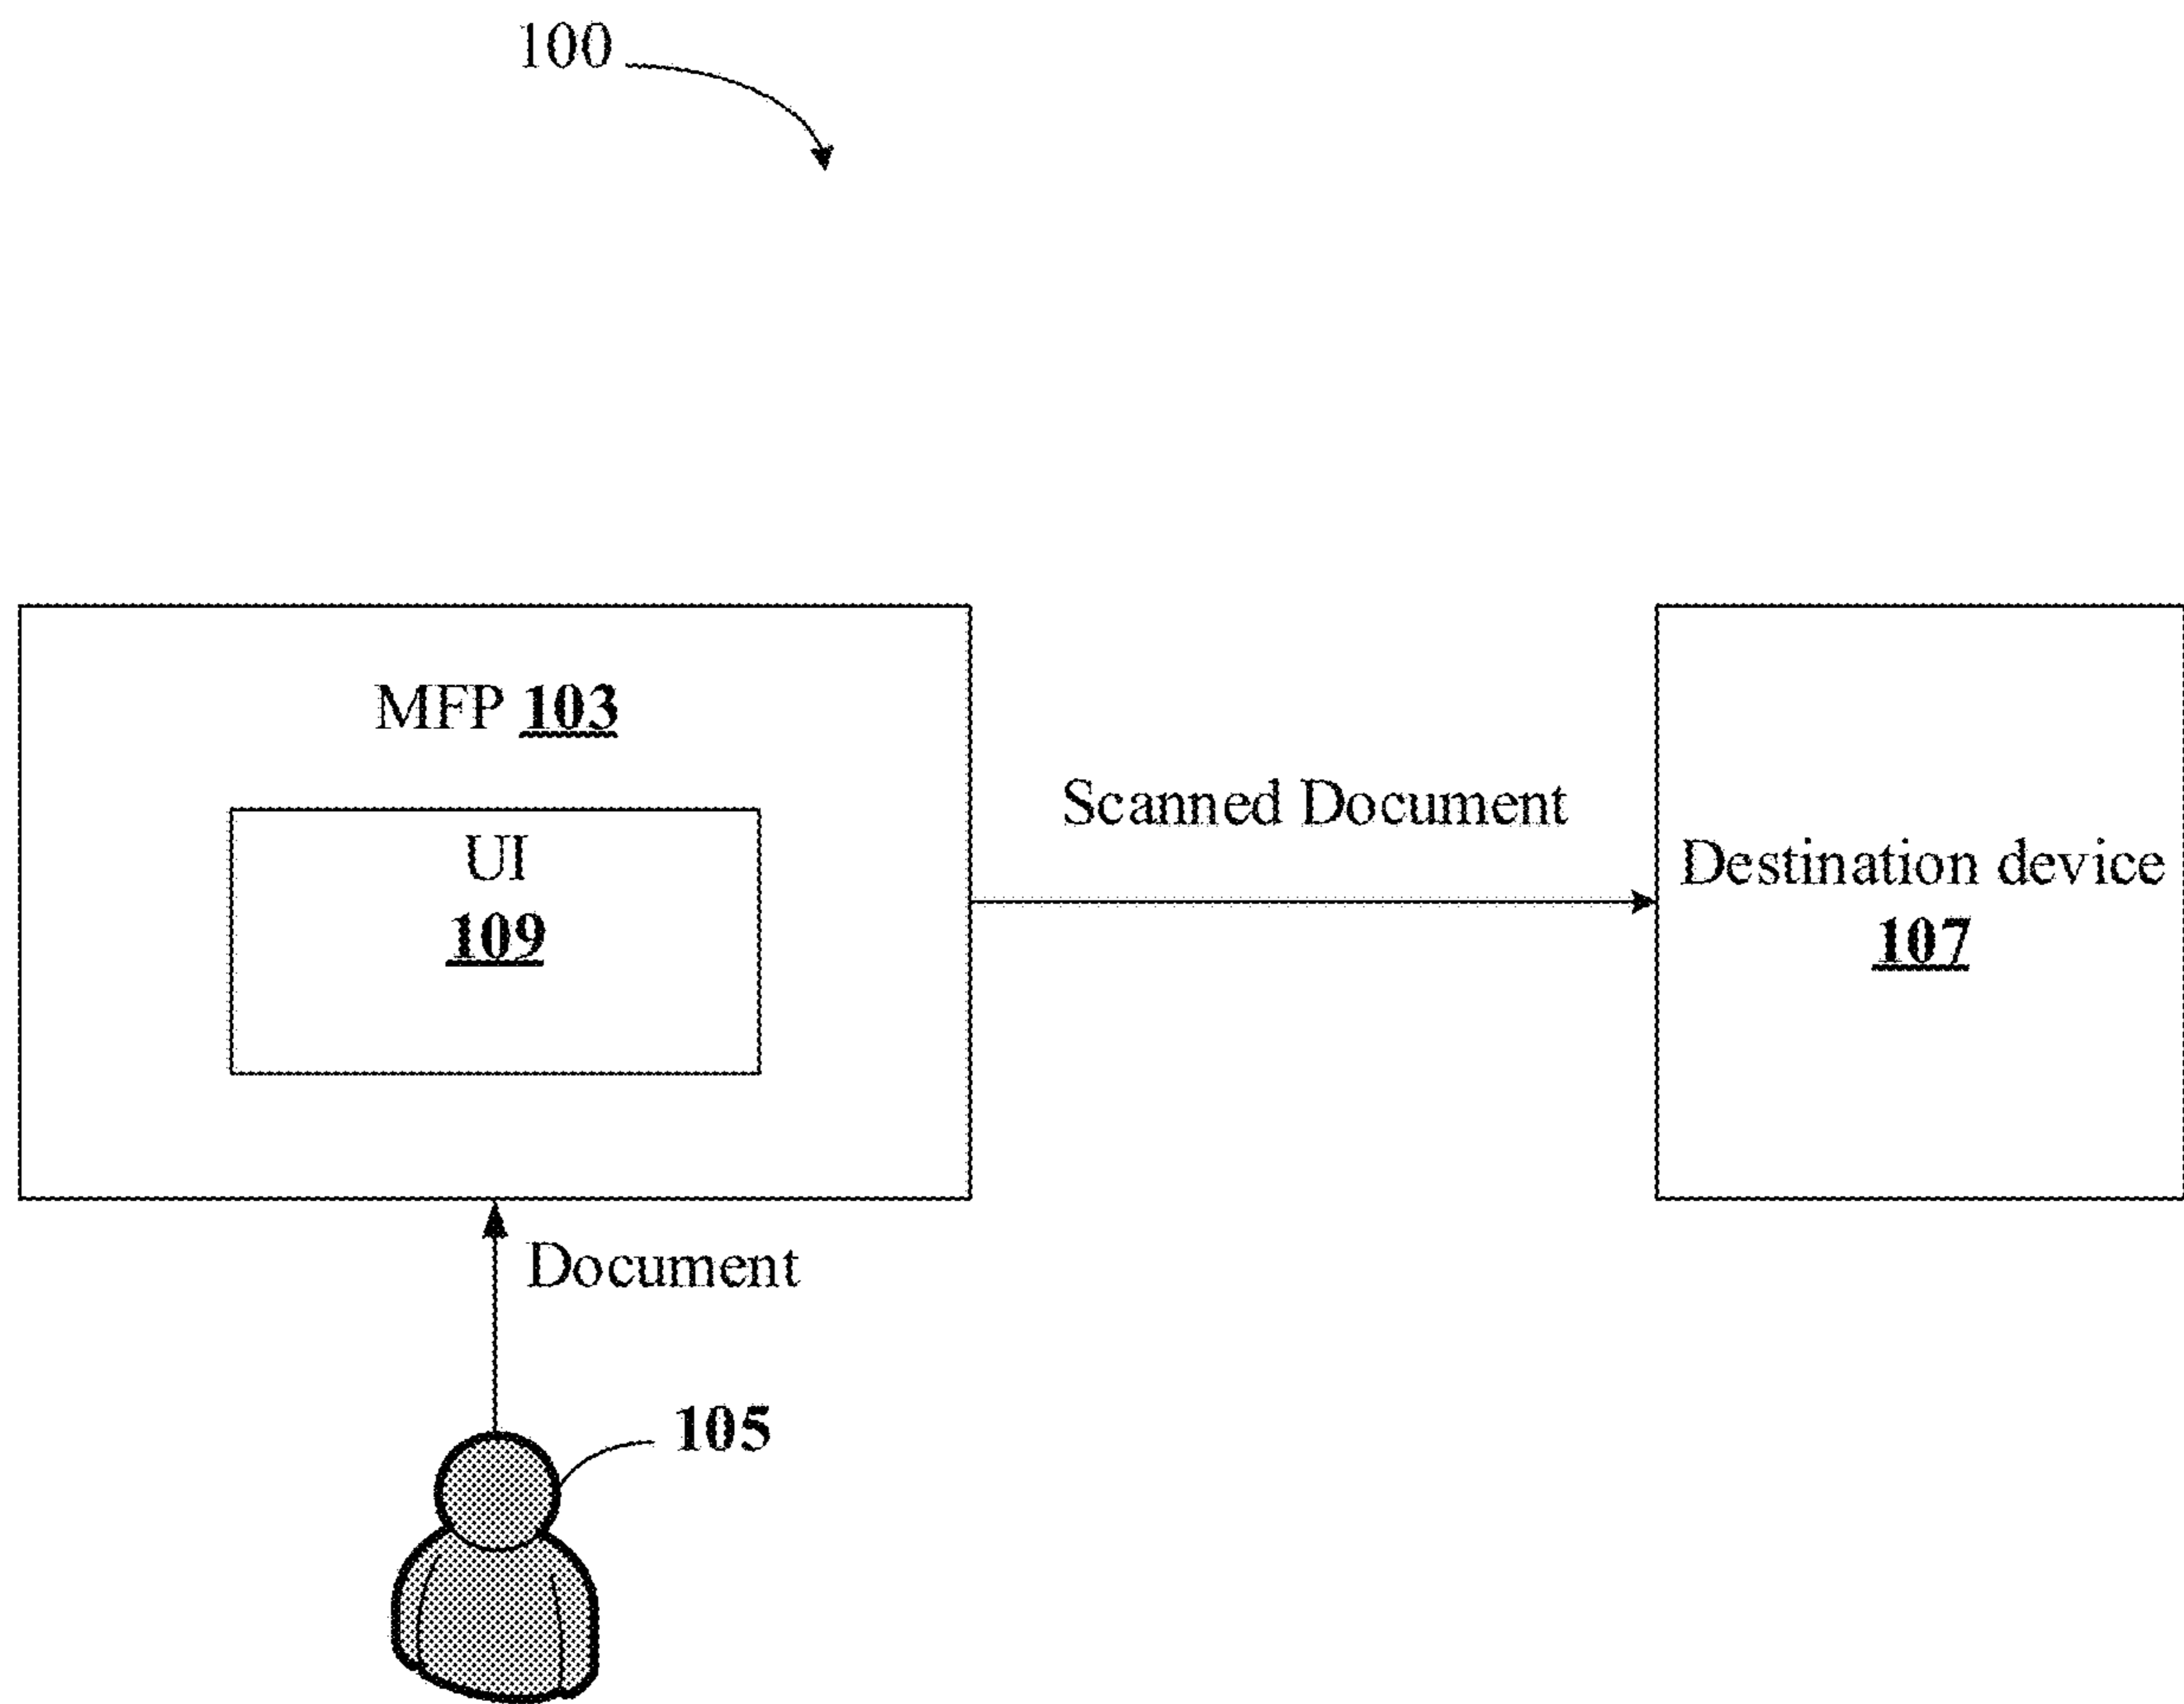 100
MFP 103
UI
109
Scanned Document
Destination device
107
Document
105